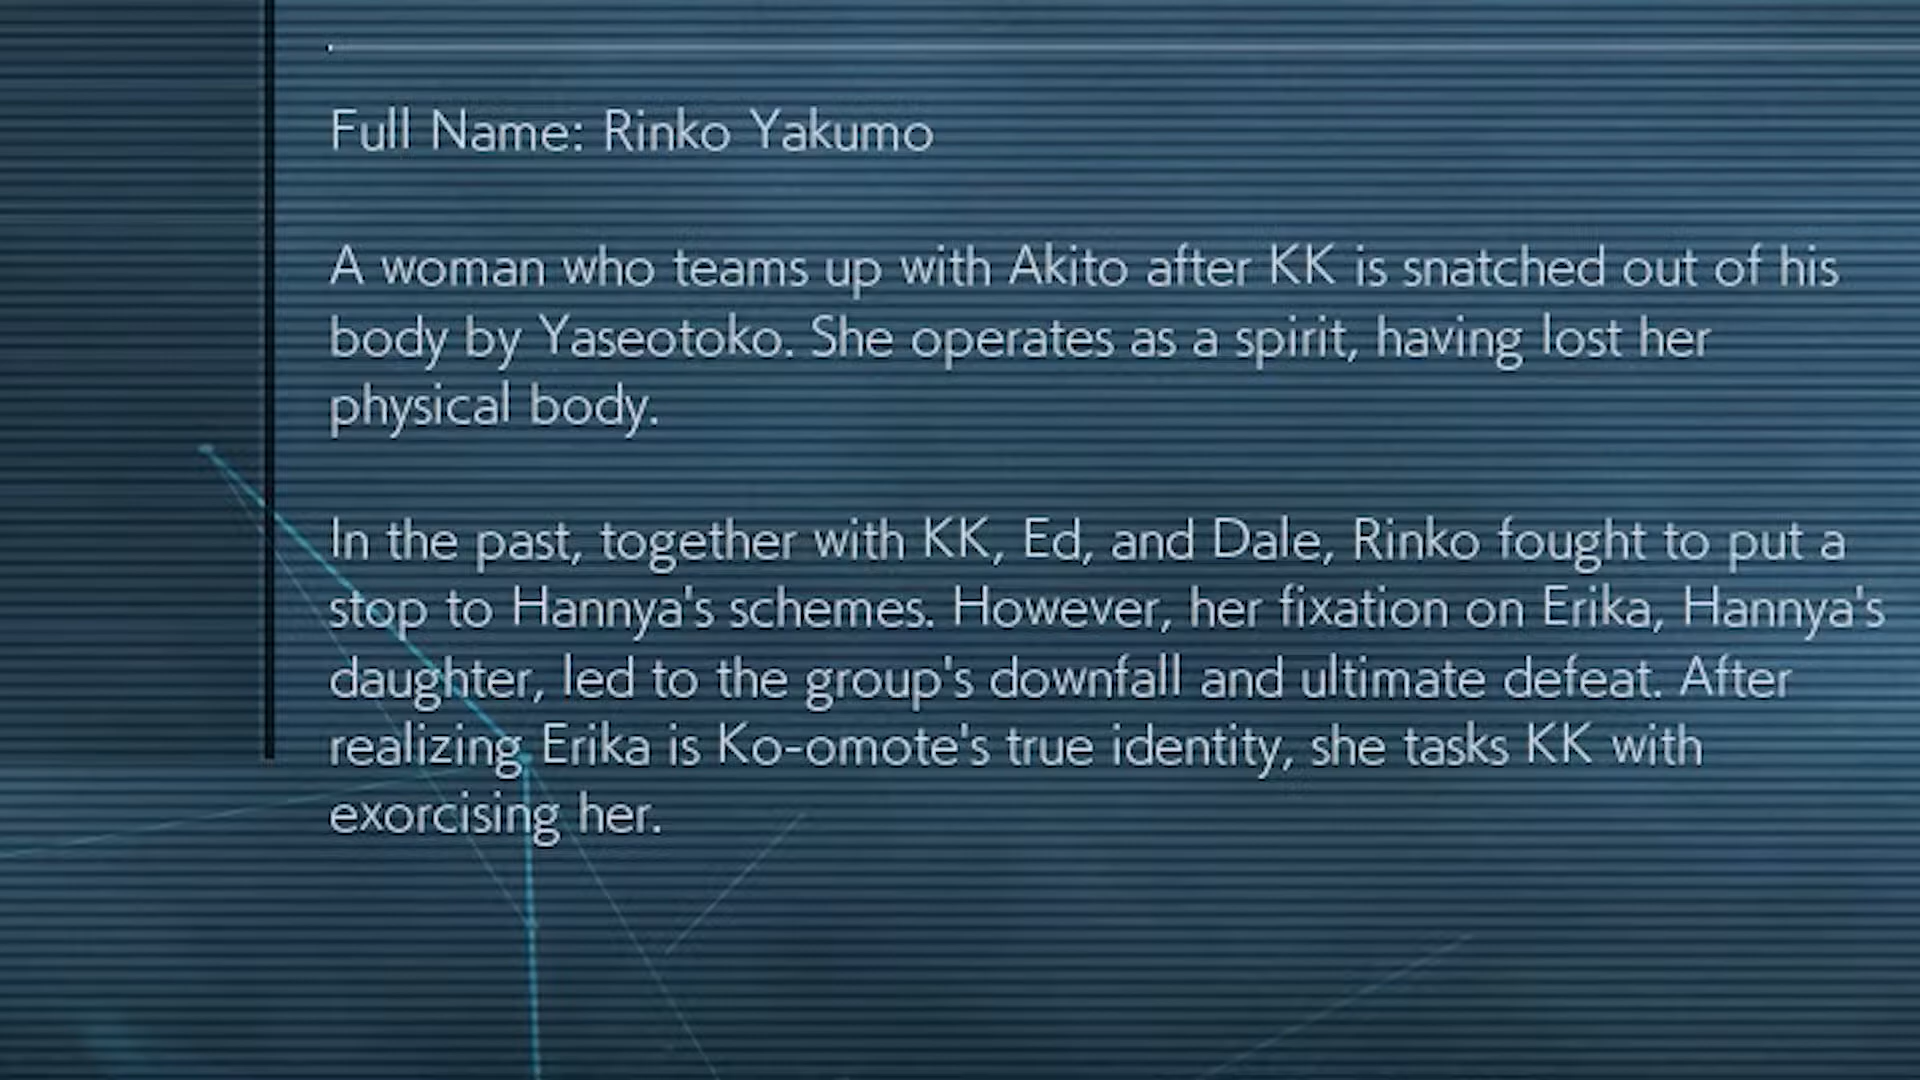 Full Name: Rinko Yakumo
A woman who teams up with Akito after KK is snatched out of his
body by Yaseotoko. She operates as a spirit, having lost her
physical body.
In the past, together with KK, Ed, and Dale, Rinko fought to put a
stop to Hannya's schemes. However, her fixation on Erika, Hannya's
daughter, led to the group's downfall and ultimate defeat. After
realizing Erika is Ko-omote's true identity, she tasks KK with
exorcising her.